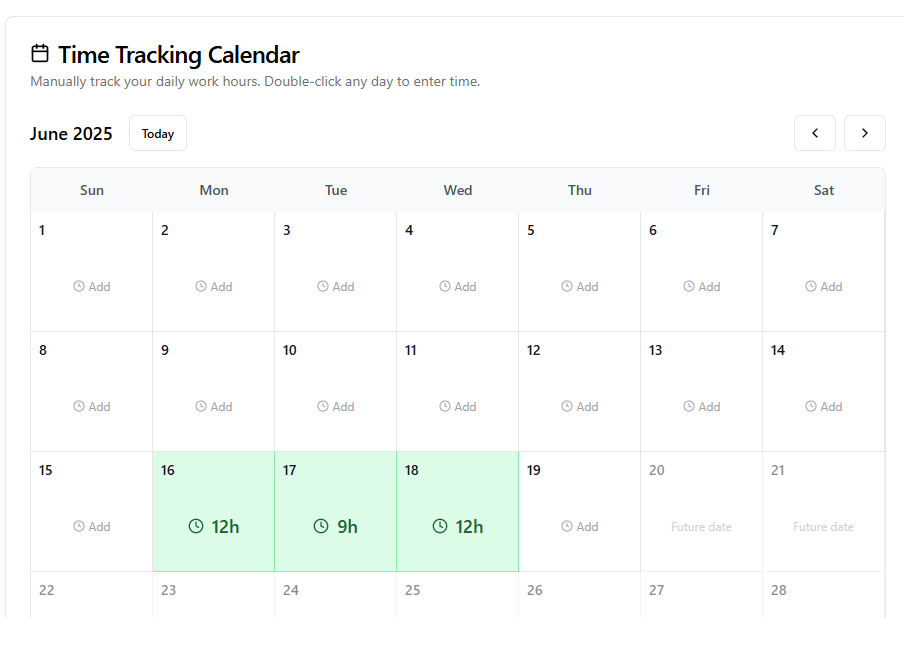 Time Tracking Calendar
Manually track your daily work hours. Double-click any day to enter time.
June 2025 Today
Sun Mon Tue Wed Thu Fri Sat
1 2 3 4 5 6 7
Add Add Add Add Add Add Add
8 9 10 11 12 13 14
Add Add Add Add Add Add Add
15 16 17 18 19 20 21
Add 12h 9h 12h Add Future date Future date
22 23 24 25 26 27 28